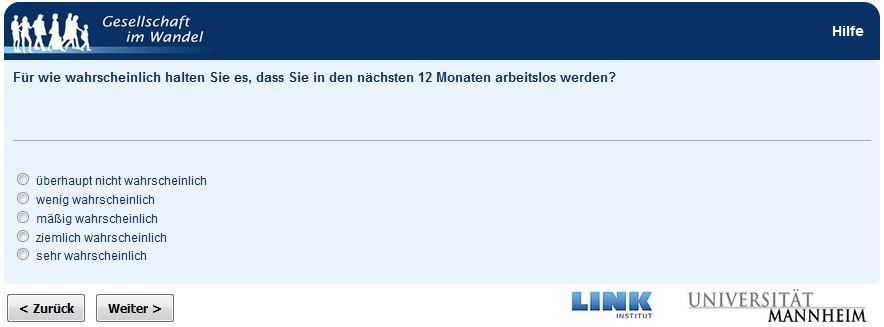 Gesellschaft
im Wandel
Hilfe
Für wie wahrscheinlich halten Sie es, dass Sie in den nächsten 12 Monaten arbeitslos werden?
überhaupt nicht wahrscheinlich
wenig wahrscheinlich
mäßig wahrscheinlich
ziemlich wahrscheinlich
sehr wahrscheinlich
< Zurück Weiter >
LINK
INSTITUT
UNIVERSITÄT
MANNHEIM